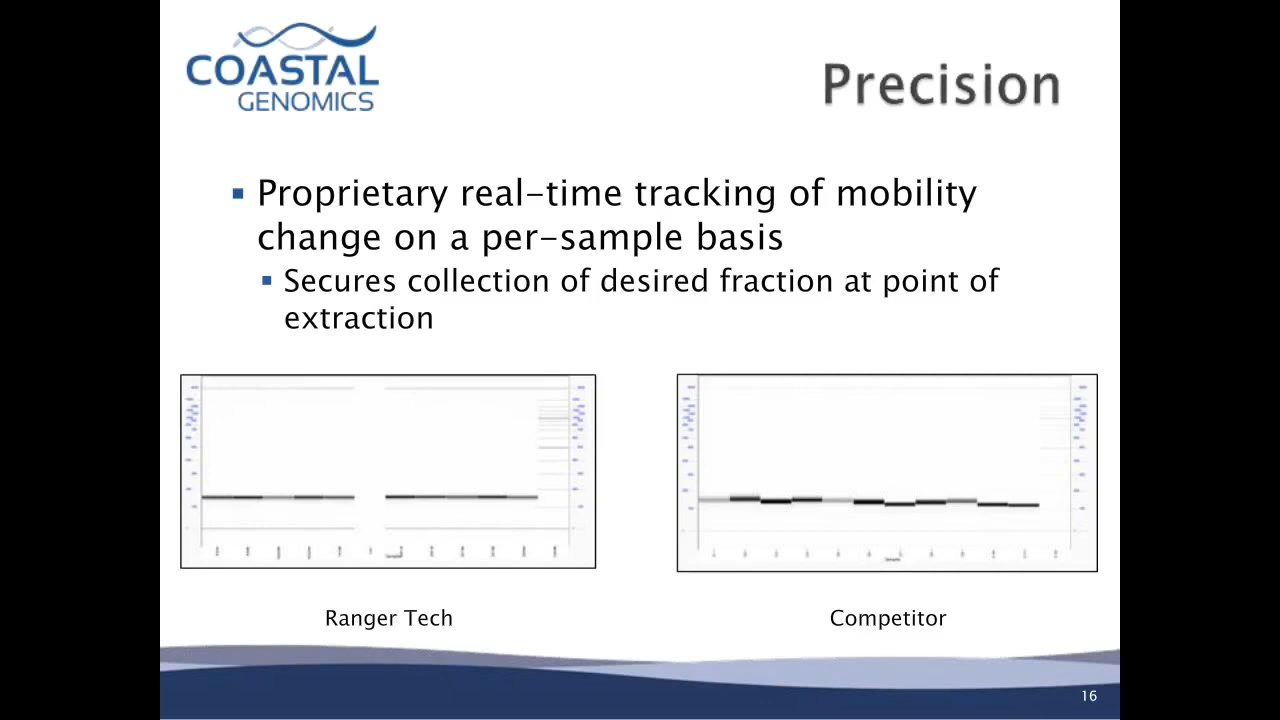 COASTAL
GENOMICS
Precision
Proprietary real-time tracking of mobility
change on a per-sample basis
Secures collection of desired fraction at point of
extraction
Ranger Tech
Competitor
16